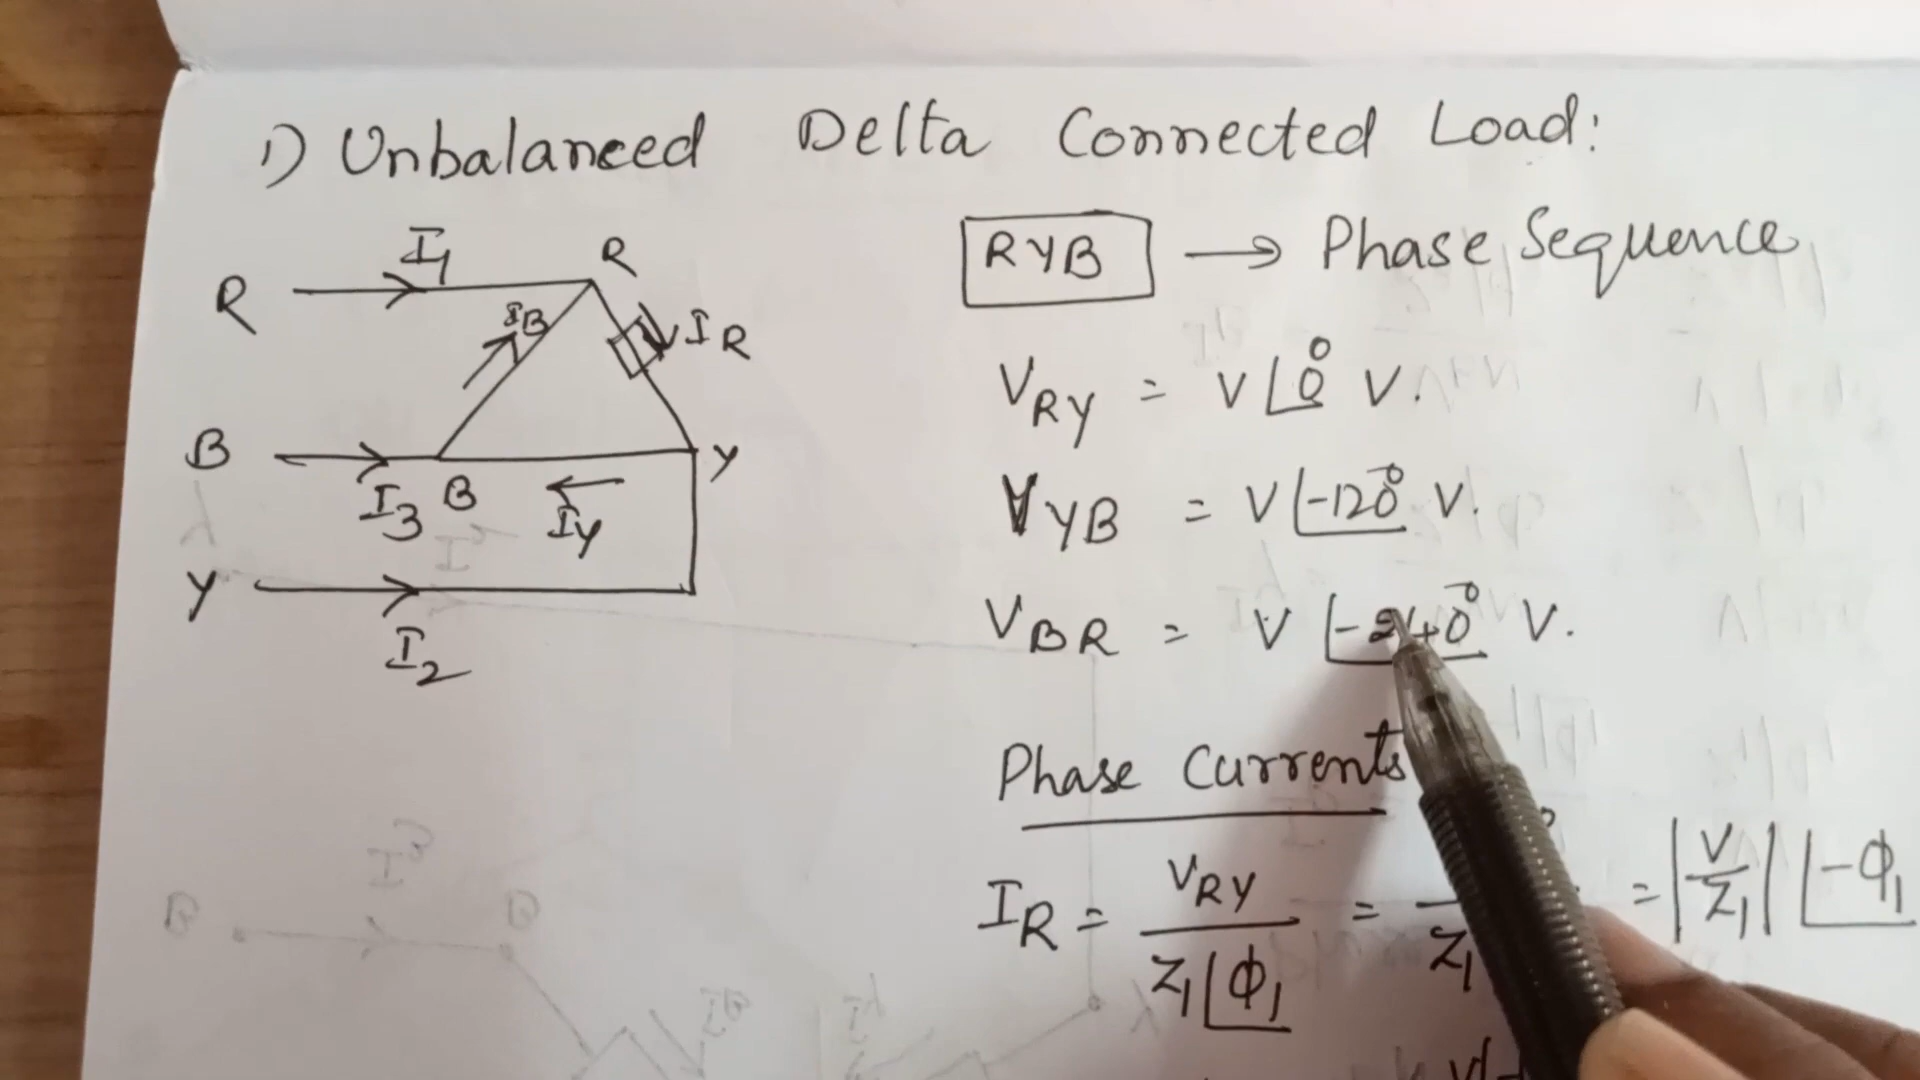 1) Unbalanced Delta Connected Load:
R I1 R
IB IR
B I3 B Y
IY
Y I2
RYB → Phase Sequence
VRY = V∠0° V.
VYB = V∠-120° V.
VBR = V∠-240° V.
Phase Currents
IR = VRY / Z1∠ϕ1 = / Z1 = |V/Z1| ∠-ϕ1